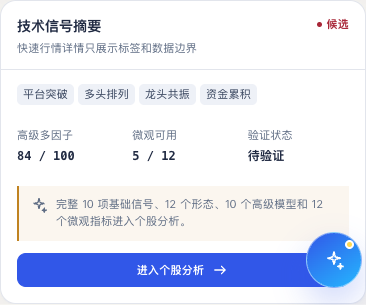 技术信号摘要
候选
快速行情详情只展示标签和数据边界
平台突破 多头排列 龙头共振 资金累积
高级多因子 微观可用 验证状态
84 / 100 5 / 12 待验证
完整 10 项基础信号、12 个形态、10 个高级模型和 12
个微观指标进入个股分析。
进入个股分析 →